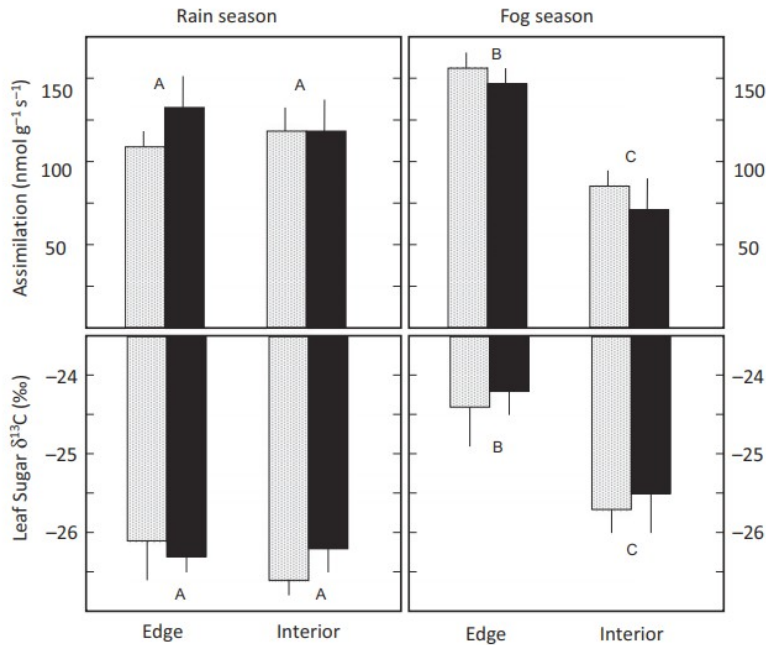 Rain season
Fog season
Assimilation (nmol g⁻¹ s⁻¹)
150
100
50
A
A
B
C
150
100
50
Leaf Sugar δ¹³C (‰)
–24
–25
–26
A
A
B
C
–24
–25
–26
Edge
Interior
Edge
Interior